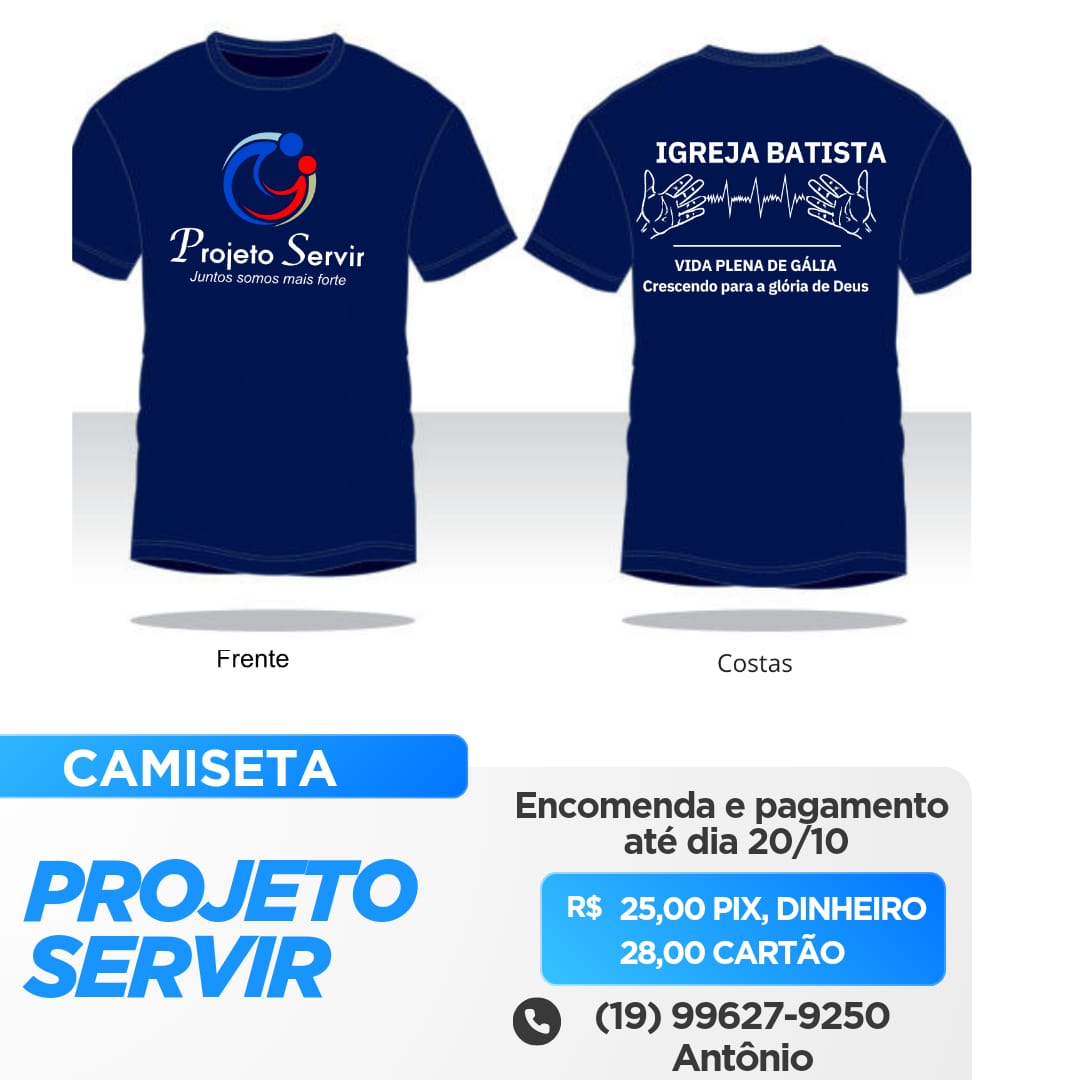 Projeto Servir
Juntos somos mais forte
IGREJA BATISTA
VIDA PLENA DE GÁLIA
Crescendo para a glória de Deus
Frente
Costas
CAMISETA
PROJETO
SERVIR
Encomenda e pagamento
até dia 20/10
R$ 25,00 PIX, DINHEIRO
28,00 CARTÃO
(19) 99627-9250
Antônio